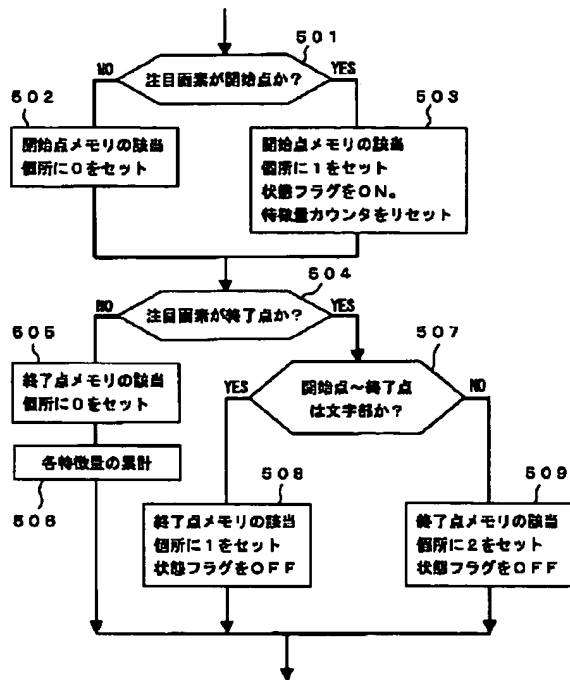 501
NO
注目画素が開始点か？
YES
502
503
開始点メモリの該当
個所に０をセット
開始点メモリの該当
個所に１をセット
状態フラグをＯＮ。
特徴量カウンタをリセット
504
NO
注目画素が終了点か？
YES
505
507
終了点メモリの該当
個所に０をセット
YES
開始点～終了点
は文字部か？
NO
各特徴量の累計
506
508
509
終了点メモリの該当
個所に１をセット
状態フラグをＯＦＦ
終了点メモリの該当
個所に２をセット
状態フラグをＯＦＦ